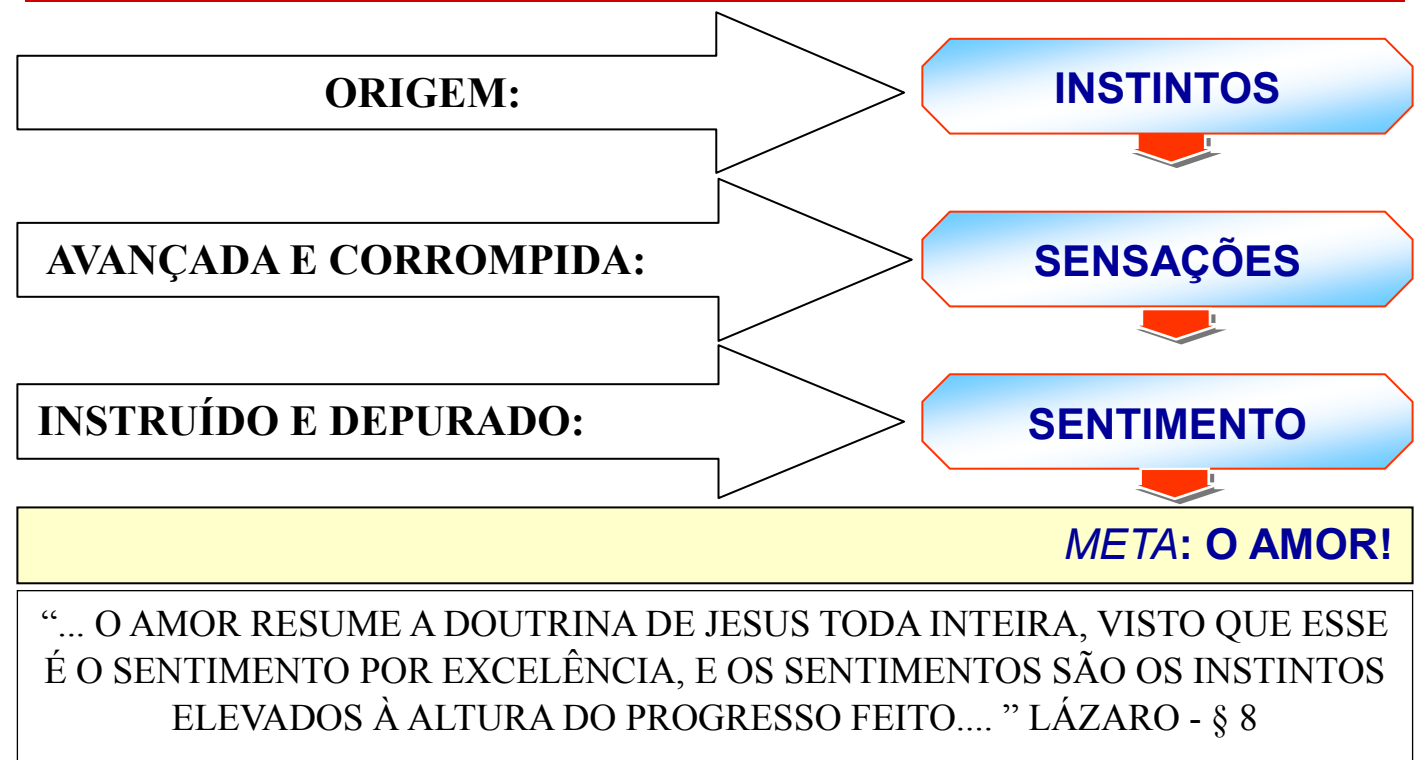 ORIGEM:
INSTINTOS
AVANÇADA E CORROMPIDA:
SENSAÇÕES
INSTRUÍDO E DEPURADO:
SENTIMENTO
META: O AMOR!
“... O AMOR RESUME A DOUTRINA DE JESUS TODA INTEIRA, VISTO QUE ESSE
É O SENTIMENTO POR EXCELÊNCIA, E OS SENTIMENTOS SÃO OS INSTINTOS
ELEVADOS À ALTURA DO PROGRESSO FEITO.... ” LÁZARO - § 8